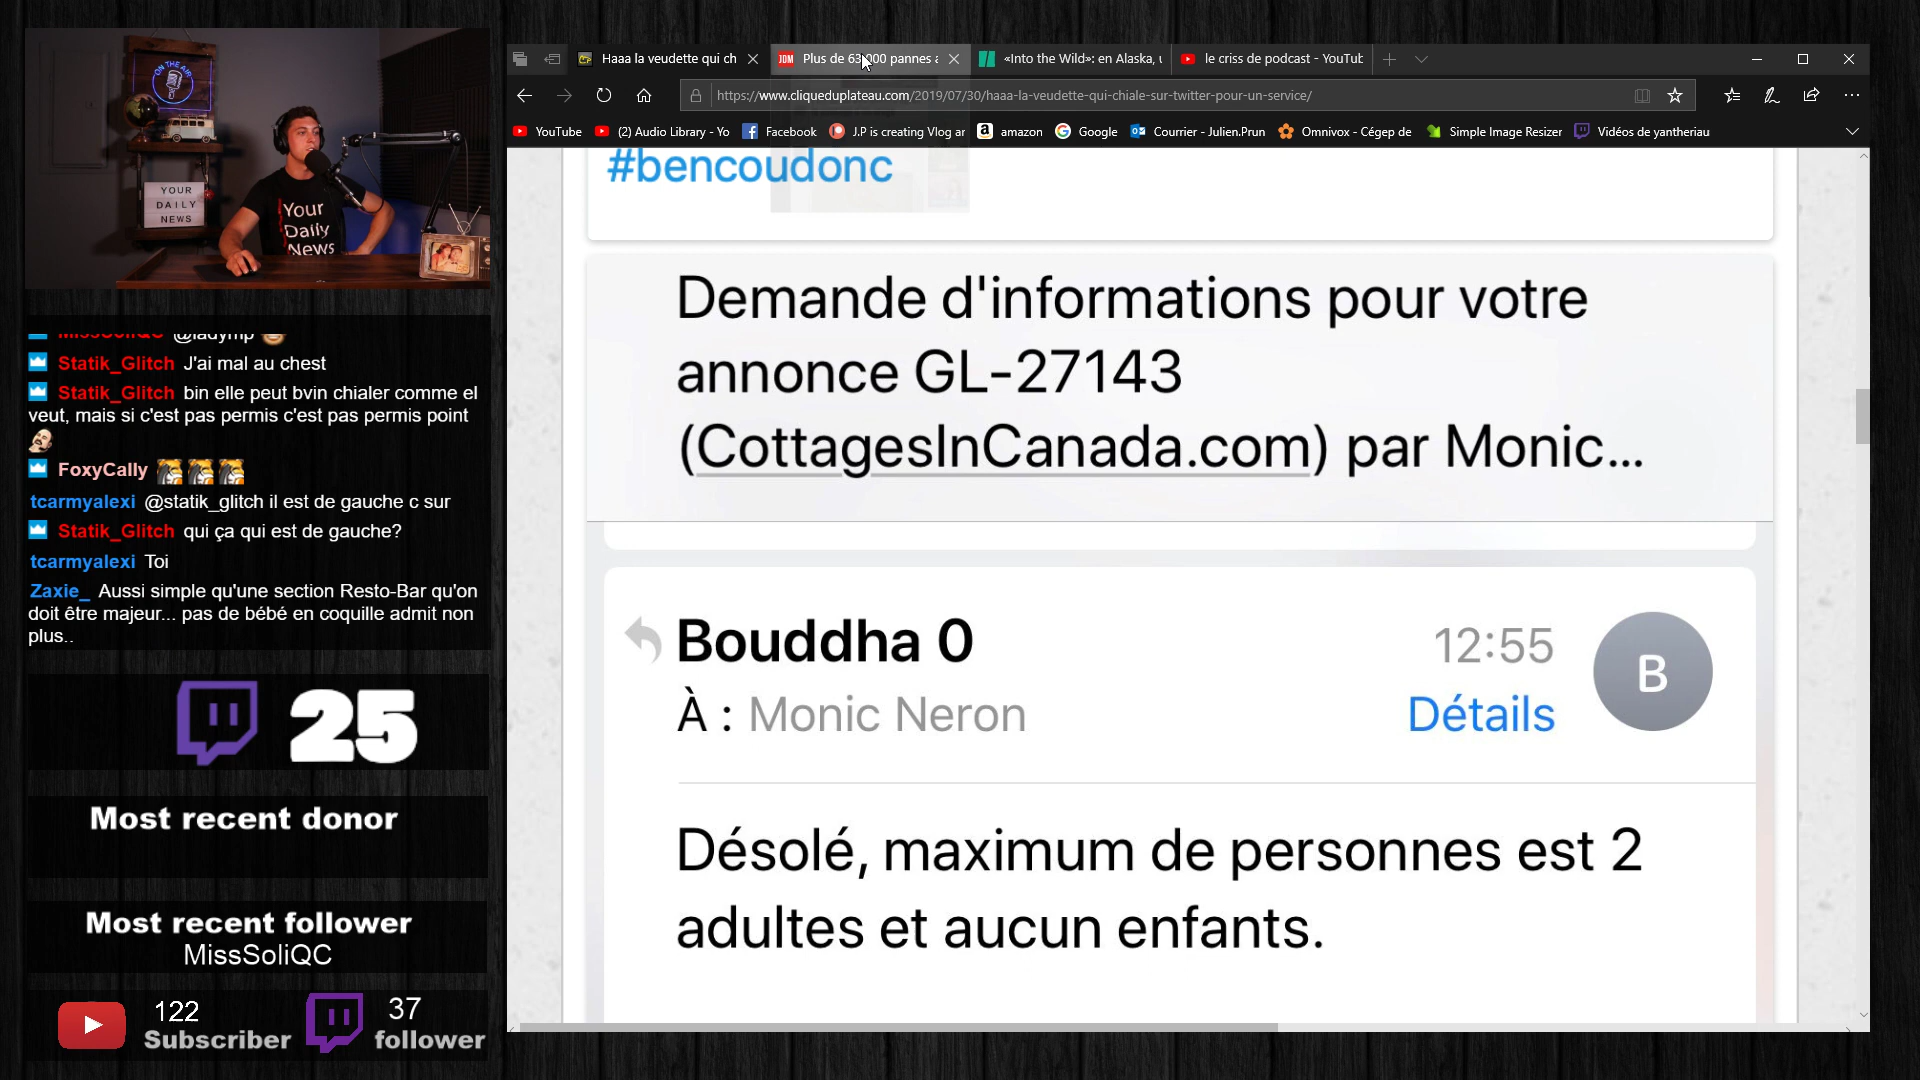 ON THE AIR
YOUR
DAILY
NEWS
Your
Daily
News
MissSoliQC @ladymp
Statik_Glitch J'ai mal au chest
Statik_Glitch bin elle peut bvin chialer comme el
veut, mais si c'est pas permis c'est pas permis point
FoxyCally
tcarmyalexi @statik_glitch il est de gauche c sur
Statik_Glitch qui ça qui est de gauche?
tcarmyalexi Toi
Zaxie_ Aussi simple qu'une section Resto-Bar qu'on
doit être majeur... pas de bébé en coquille admit non
plus..
25
Most recent donor
Most recent follower
MissSoliQC
122
Subscriber
37
follower
Haaa la veudette qui ch
JDM Plus de 63 000 pannes a
«Into the Wild»: en Alaska, u
le criss de podcast - YouTub
https://www.cliqueduplateau.com/2019/07/30/haaa-la-veudette-qui-chiale-sur-twitter-pour-un-service/
YouTube (2) Audio Library - Yo Facebook J.P is creating Vlog ar amazon Google Courrier - Julien.Prun Omnivox - Cégep de Simple Image Resizer Vidéos de yantheriau
#bencoudonc
Demande d'informations pour votre
annonce GL-27143
(CottagesInCanada.com) par Monic...
Bouddha 0 12:55 B
À : Monic Neron Détails
Désolé, maximum de personnes est 2
adultes et aucun enfants.